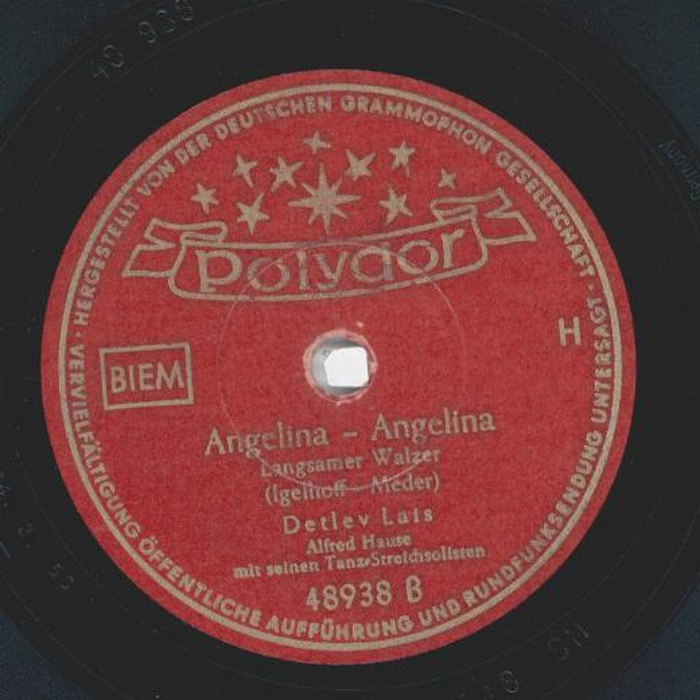 HERGESTELLT VON DER DEUTSCHEN GRAMMOPHON GESELLSCHAFT · VERVIELFÄLTIGUNG ÖFFENTLICHE AUFFÜHRUNG UND RUNDFUNKSENDUNG UNTERSAGT ·
Polydor
H
BIEM
Angelina - Angelina
Langsamer Walzer
(Igelhoff - Meder)
Detlev Lais
Alfred Hause
mit seinen Tanz-Streichsolisten
48938 B